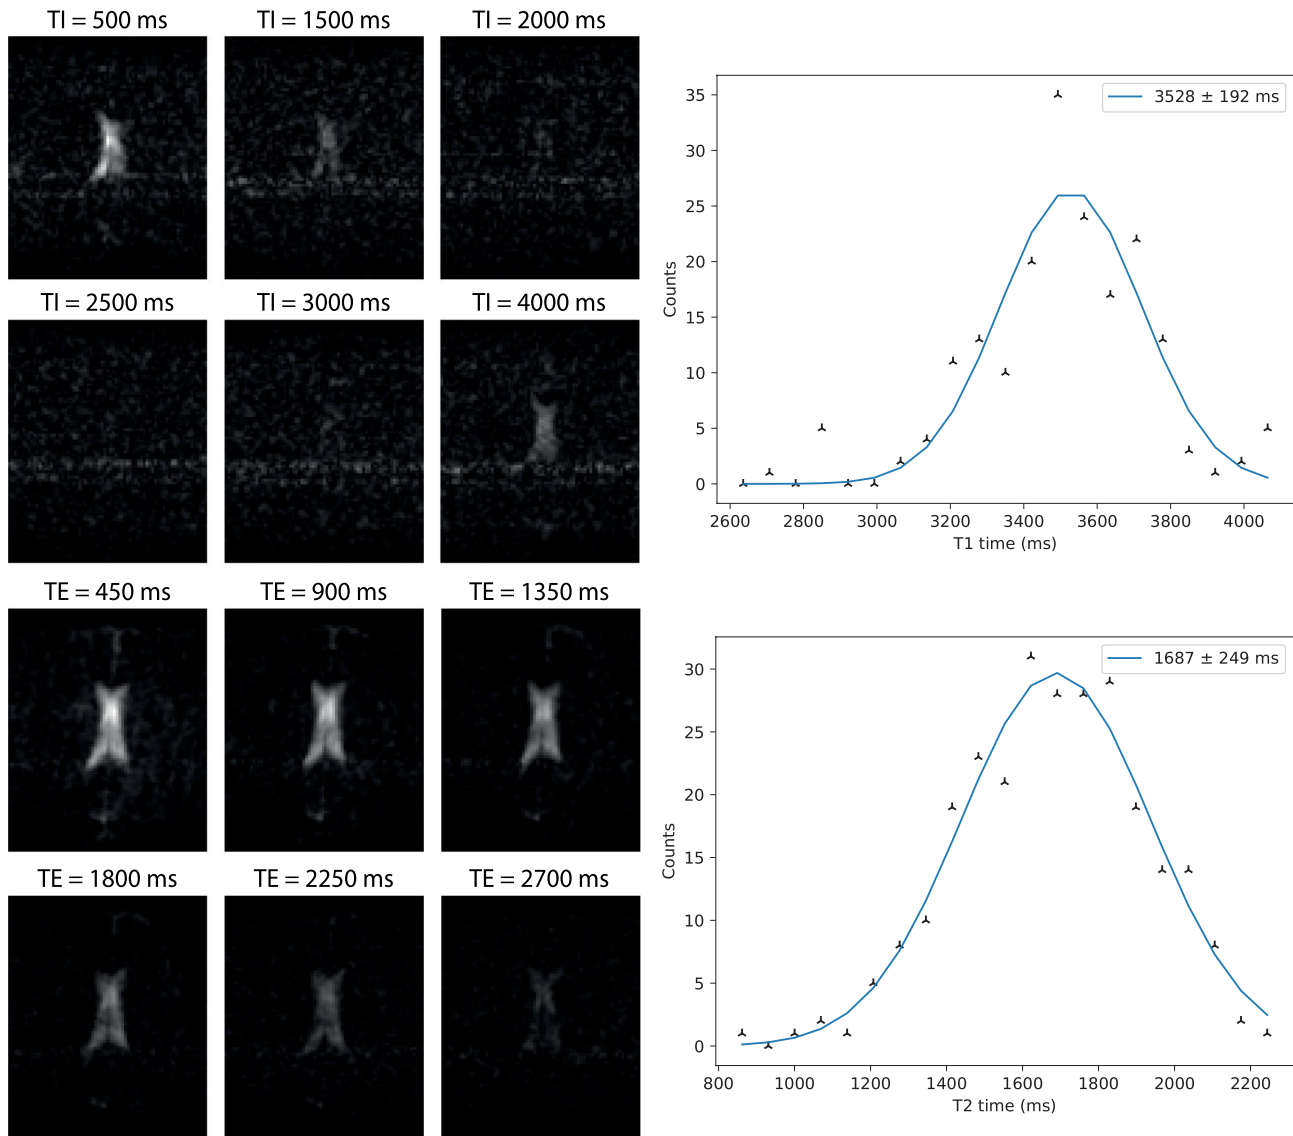 TI = 500 ms
TI = 1500 ms
TI = 2000 ms
TI = 2500 ms
TI = 3000 ms
TI = 4000 ms
TE = 450 ms
TE = 900 ms
TE = 1350 ms
TE = 1800 ms
TE = 2250 ms
TE = 2700 ms
3528 ± 192 ms
35
30
25
20
15
10
5
0
Counts
2600 2800 3000 3200 3400 3600 3800 4000
T1 time (ms)
1687 ± 249 ms
30
25
20
15
10
5
0
Counts
800 1000 1200 1400 1600 1800 2000 2200
T2 time (ms)